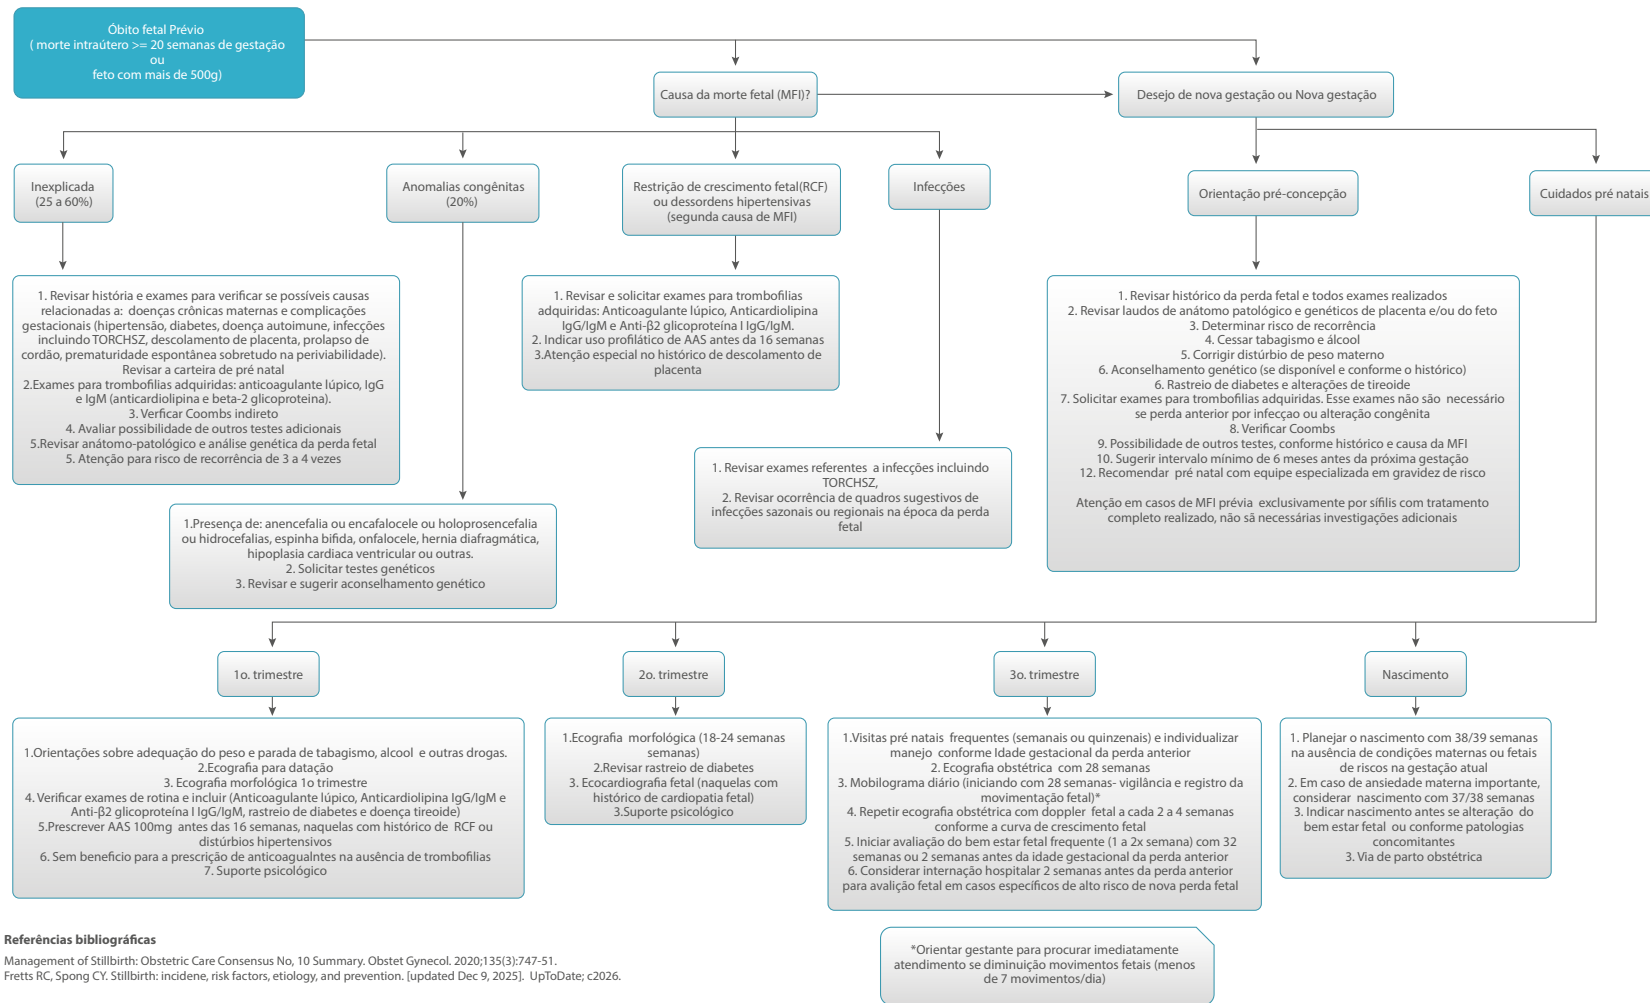 Óbito fetal Prévio
( morte intraútero >= 20 semanas de gestação
ou
feto com mais de 500g)
Causa da morte fetal (MFI)?
Desejo de nova gestação ou Nova gestação
Inexplicada
(25 a 60%)
Anomalias congênitas
(20%)
Restrição de crescimento fetal(RCF)
ou dessordens hipertensivas
(segunda causa de MFI)
Infecções
Orientação pré-concepção
Cuidados pré natais
1. Revisar história e exames para verificar se possíveis causas
relacionadas a: doenças crônicas maternas e complicações
gestacionais (hipertensão, diabetes, doença autoimune, infecções
incluindo TORCHSZ, descolamento de placenta, prolapso de
cordão, prematuridade espontânea sobretudo na periviabilidade).
Revisar a carteira de pré natal
2.Exames para trombofilias adquiridas: anticoagulante lúpico, IgG
e IgM (anticardiolipina e beta-2 glicoproteina).
3. Verficar Coombs indireto
4. Avaliar possibilidade de outros testes adicionais
5.Revisar anátomo-patológico e análise genética da perda fetal
5. Atenção para risco de recorrência de 3 a 4 vezes
1.Presença de: anencefalia ou encafalocele ou holoprosencefalia
ou hidrocefalias, espinha bifida, onfalocele, hernia diafragmática,
hipoplasia cardiaca ventricular ou outras.
2. Solicitar testes genéticos
3. Revisar e sugerir aconselhamento genético
1. Revisar e solicitar exames para trombofilias
adquiridas: Anticoagulante lúpico, Anticardiolipina
IgG/IgM e Anti-β2 glicoproteína I IgG/IgM.
2. Indicar uso profilático de AAS antes da 16 semanas
3.Atenção especial no histórico de descolamento de
placenta
1. Revisar exames referentes a infecções incluindo
TORCHSZ,
2. Revisar ocorrência de quadros sugestivos de
infecções sazonais ou regionais na época da perda
fetal
1. Revisar histórico da perda fetal e todos exames realizados
2. Revisar laudos de anátomo patológico e genéticos de placenta e/ou do feto
3. Determinar risco de recorrência
4. Cessar tabagismo e álcool
5. Corrigir distúrbio de peso materno
6. Aconselhamento genético (se disponível e conforme o histórico)
6. Rastreio de diabetes e alterações de tireoide
7. Solicitar exames para trombofilias adquiridas. Esse exames não são necessário
se perda anterior por infecçao ou alteração congênita
8. Verificar Coombs
9. Possibilidade de outros testes, conforme histórico e causa da MFI
10. Sugerir intervalo mínimo de 6 meses antes da próxima gestação
12. Recomendar pré natal com equipe especializada em gravidez de risco
Atenção em casos de MFI prévia exclusivamente por sífilis com tratamento
completo realizado, não sã necessárias investigações adicionais
1o. trimestre
2o. trimestre
3o. trimestre
Nascimento
1.Orientações sobre adequação do peso e parada de tabagismo, alcool e outras drogas.
2.Ecografia para datação
3. Ecografia morfológica 1o trimestre
4. Verificar exames de rotina e incluir (Anticoagulante lúpico, Anticardiolipina IgG/IgM e
Anti-β2 glicoproteína I IgG/IgM, rastreio de diabetes e doença tireoide)
5.Prescrever AAS 100mg antes das 16 semanas, naquelas com histórico de RCF ou
distúrbios hipertensivos
6. Sem beneficio para a prescrição de anticoagualntes na ausência de trombofilias
7. Suporte psicológico
1.Ecografia morfológica (18-24 semanas
semanas)
2.Revisar rastreio de diabetes
3. Ecocardiografia fetal (naquelas com
histórico de cardiopatia fetal)
3.Suporte psicológico
1.Visitas pré natais frequentes (semanais ou quinzenais) e individualizar
manejo conforme Idade gestacional da perda anterior
2. Ecografia obstétrica com 28 semanas
3. Mobilograma diário (iniciando com 28 semanas- vigilância e registro da
movimentação fetal)*
4. Repetir ecografia obstétrica com doppler fetal a cada 2 a 4 semanas
conforme a curva de crescimento fetal
5. Iniciar avaliação do bem estar fetal frequente (1 a 2x semana) com 32
semanas ou 2 semanas antes da idade gestacional da perda anterior
6. Considerar internação hospitalar 2 semanas antes da perda anterior
para avalição fetal em casos específicos de alto risco de nova perda fetal
1. Planejar o nascimento com 38/39 semanas
na ausência de condições maternas ou fetais
de riscos na gestação atual
2. Em caso de ansiedade materna importante,
considerar nascimento com 37/38 semanas
3. Indicar nascimento antes se alteração do
bem estar fetal ou conforme patologias
concomitantes
3. Via de parto obstétrica
*Orientar gestante para procurar imediatamente
atendimento se diminuição movimentos fetais (menos
de 7 movimentos/dia)
Referências bibliográficas
Management of Stillbirth: Obstetric Care Consensus No, 10 Summary. Obstet Gynecol. 2020;135(3):747-51.
Fretts RC, Spong CY. Stillbirth: incidene, risk factors, etiology, and prevention. [updated Dec 9, 2025]. UpToDate; c2026.